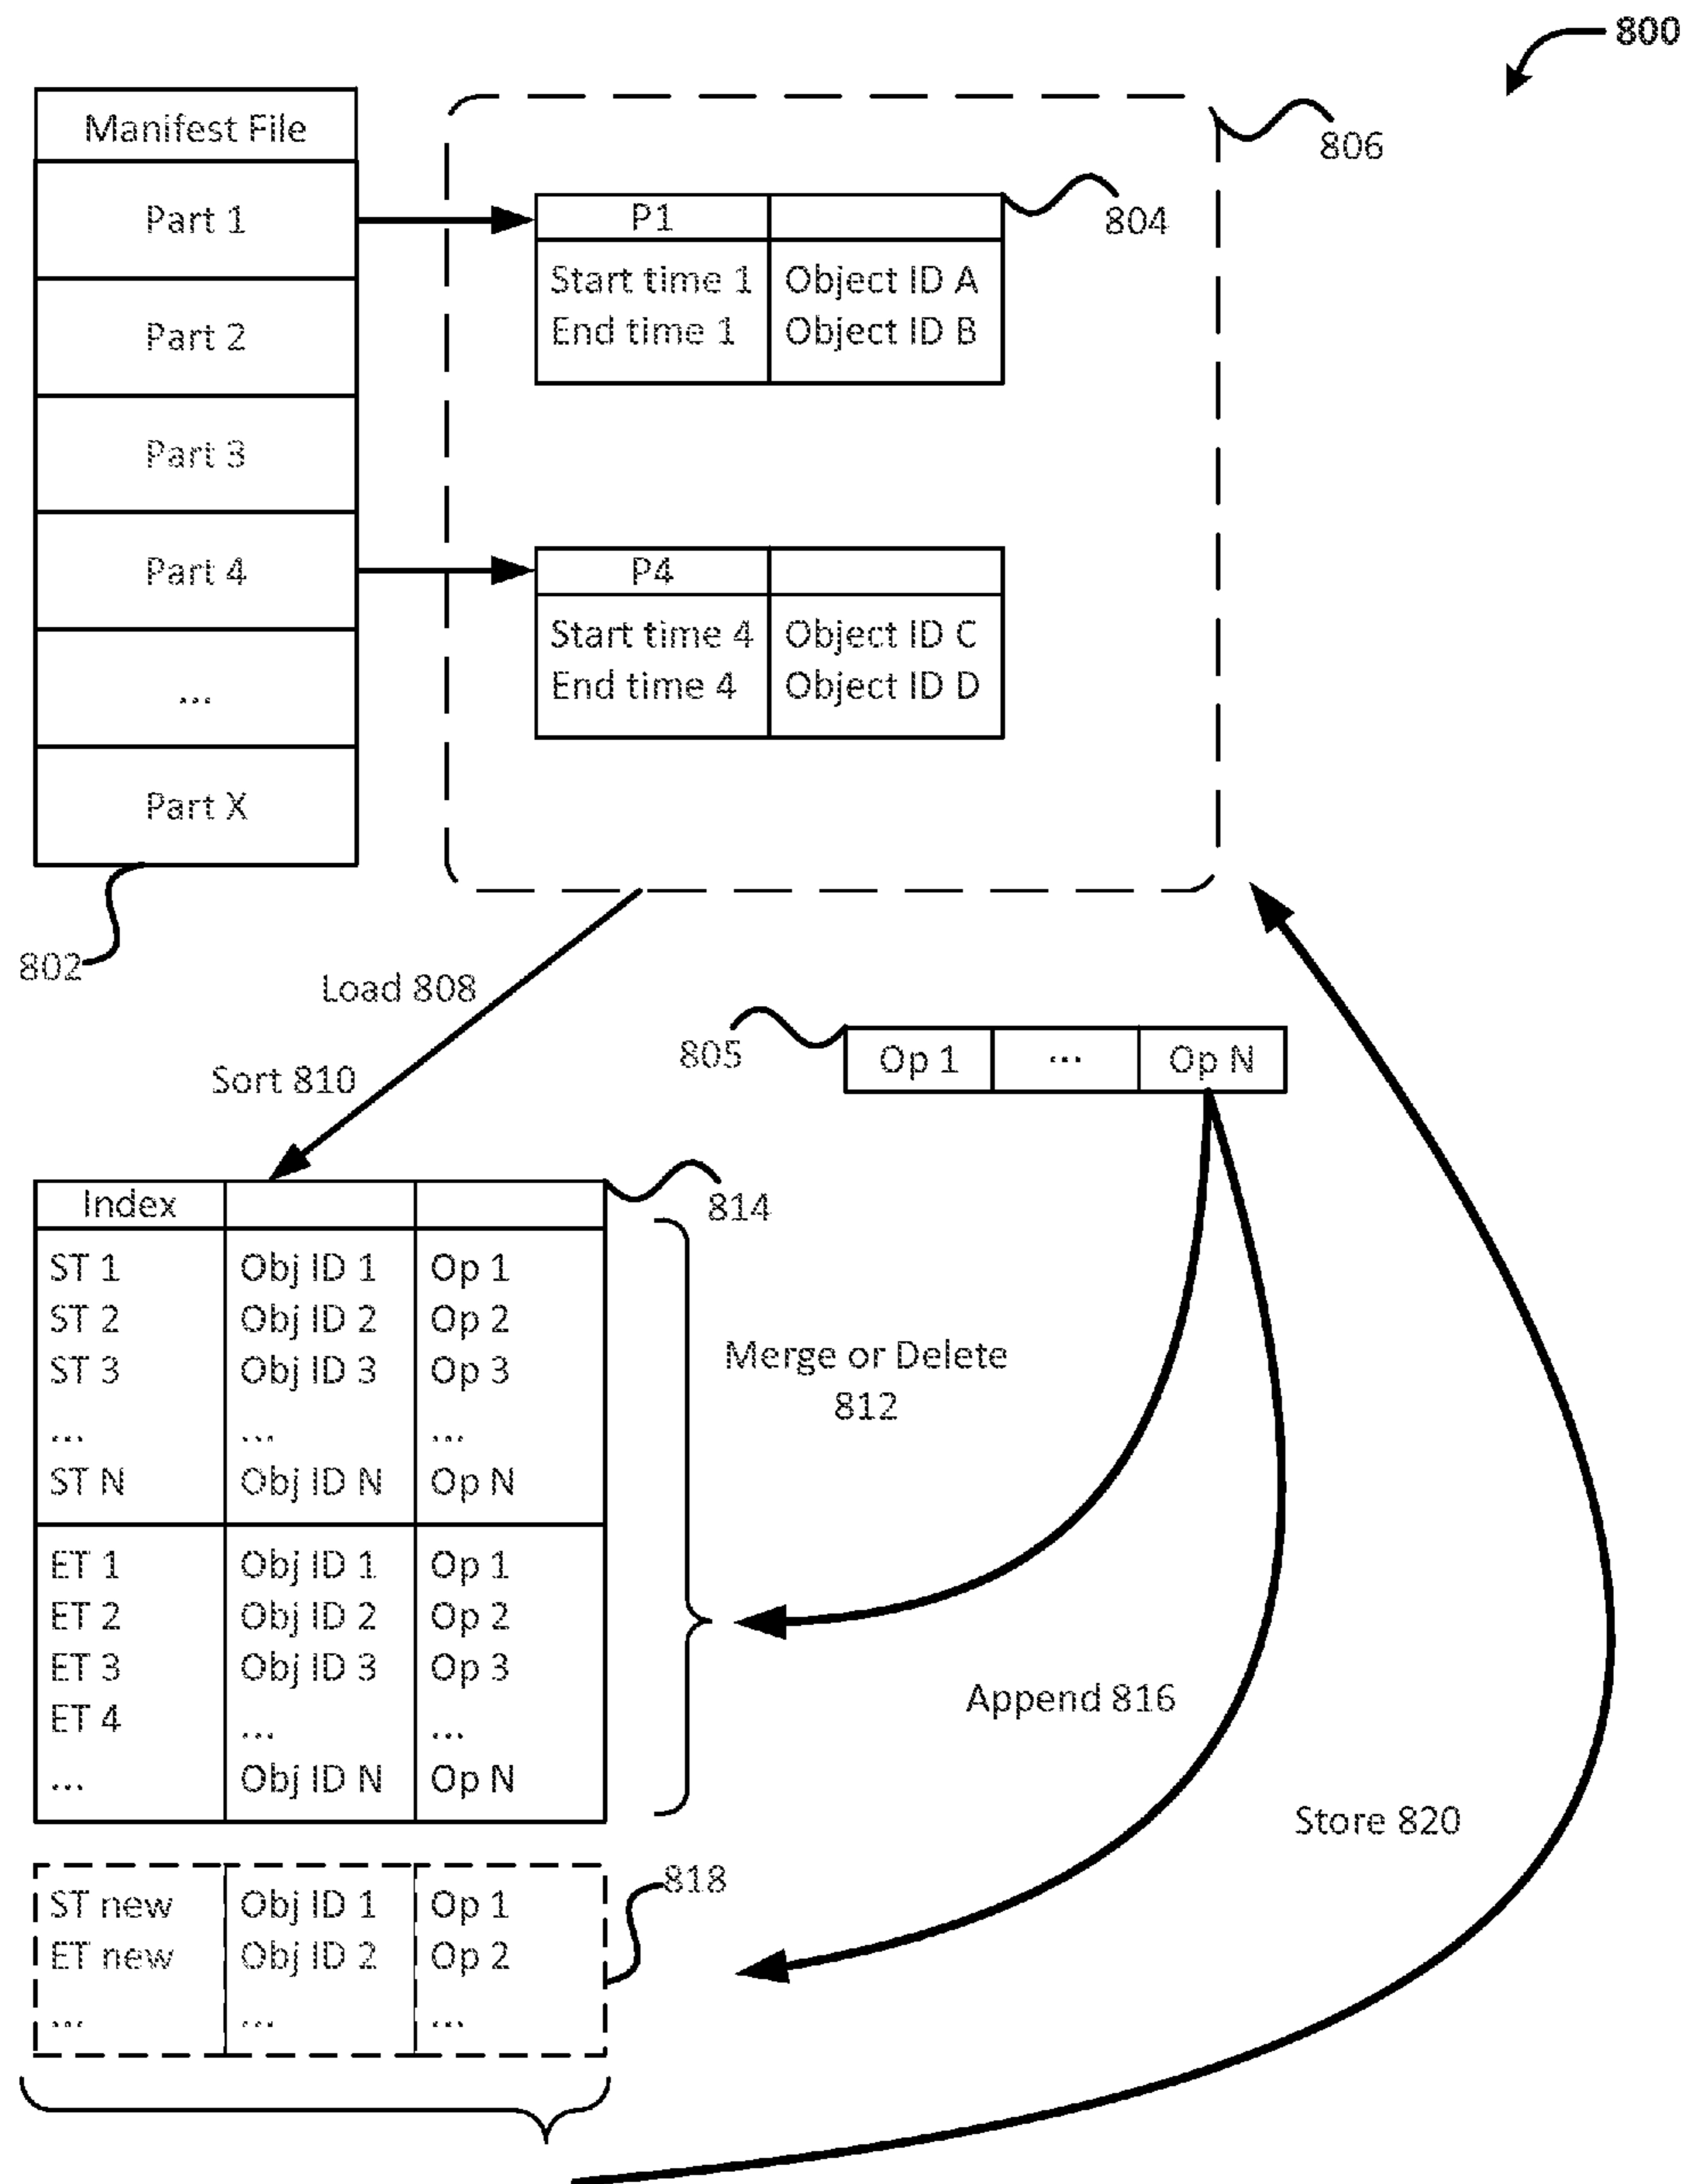 800
Manifest File
806
Part 1
P1
804
Start time 1 Object ID A
End time 1 Object ID B
Part 2
Part 3
Part 4
P4
Start time 4 Object ID C
End time 4 Object ID D
...
Part X
802
Load 808
805
Op 1 ... Op N
Sort 810
Index
814
ST 1 Obj ID 1 Op 1
ST 2 Obj ID 2 Op 2
ST 3 Obj ID 3 Op 3
... ... ...
ST N Obj ID N Op N
Merge or Delete
812
ET 1 Obj ID 1 Op 1
ET 2 Obj ID 2 Op 2
ET 3 Obj ID 3 Op 3
ET 4 ... ...
... Obj ID N Op N
Append 816
Store 820
818
ST new Obj ID 1 Op 1
ET new Obj ID 2 Op 2
... ... ...